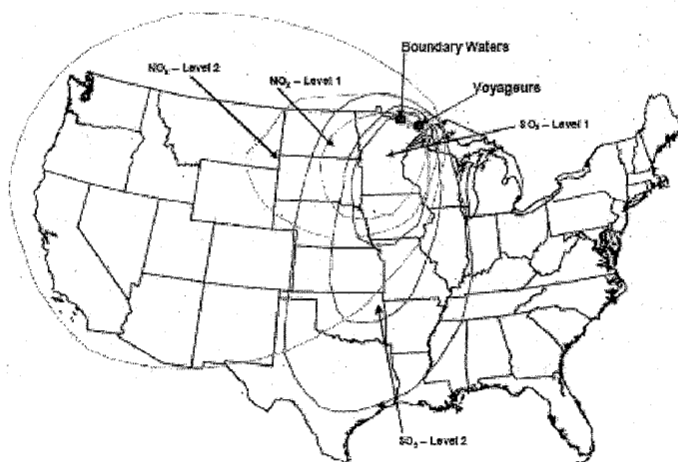 Boundary Waters
NOx – Level 2
NOx – Level 1
Voyageurs
SO2 – Level 1
SO2 – Level 2